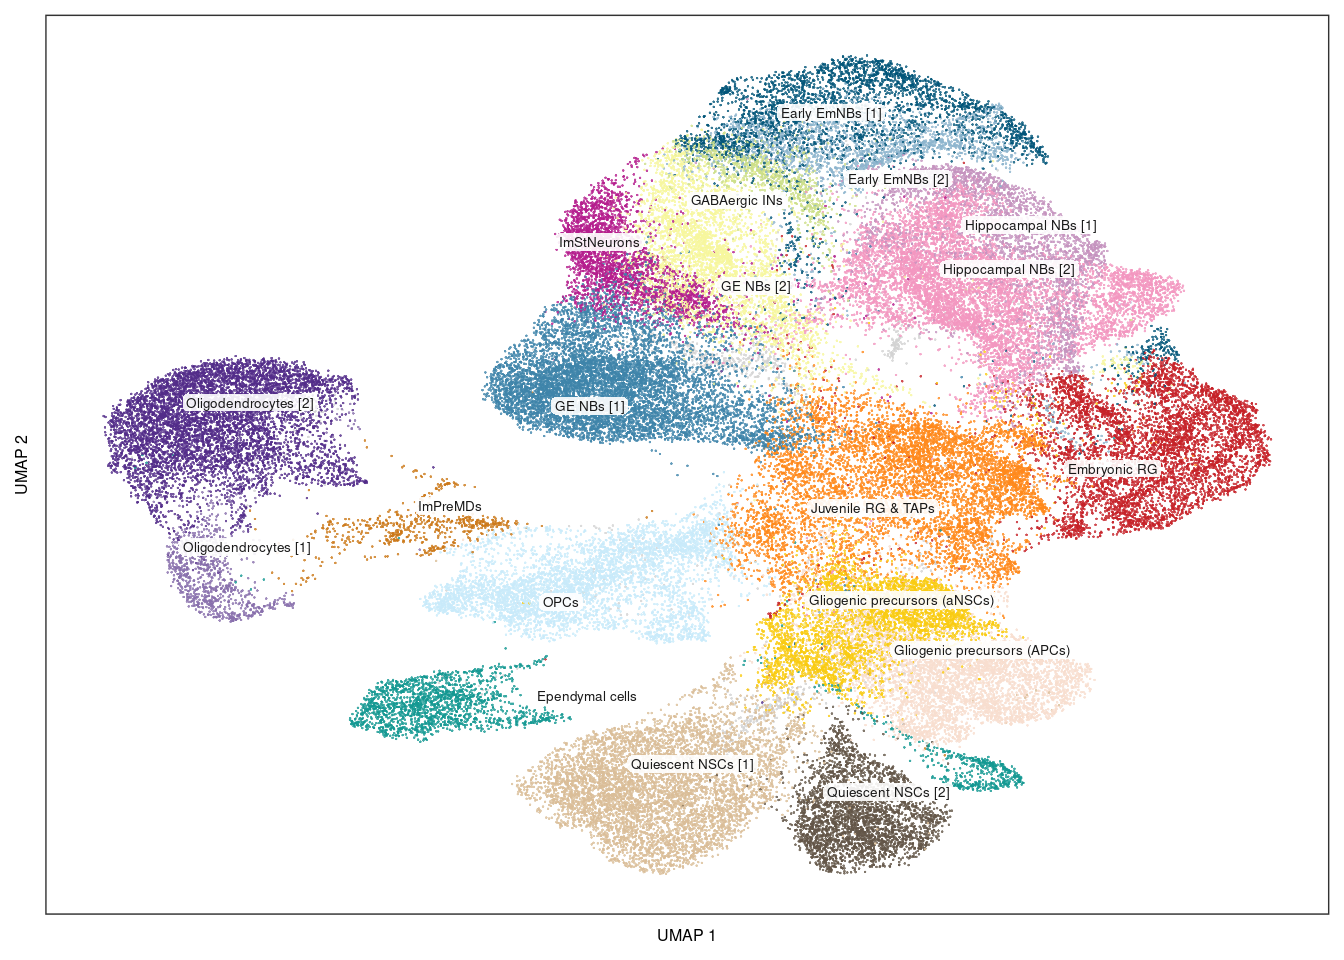 Early EmNBs [1]
Early EmNBs [2]
GABAergic INs
Hippocampal NBs [1]
ImStNeurons
Hippocampal NBs [2]
GE NBs [2]
Oligodendrocytes [2]
GE NBs [1]
Embryonic RG
UMAP 2
ImPreMDs
Juvenile RG & TAPs
Oligodendrocytes [1]
OPCs
Gliogenic precursors (aNSCs)
Gliogenic precursors (APCs)
Ependymal cells
Quiescent NSCs [1]
Quiescent NSCs [2]
UMAP 1